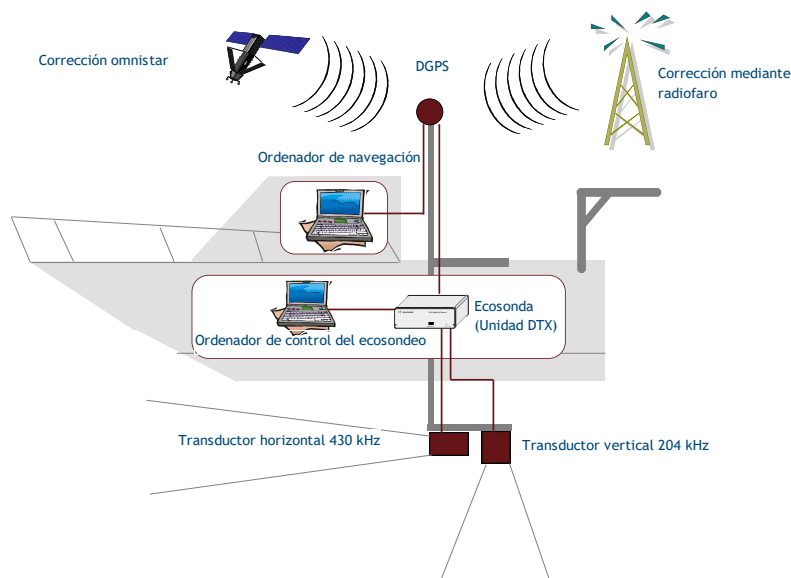 Corrección omnistar
DGPS
Corrección mediante
radiofaro
Ordenador de navegación
Ecosonda
(Unidad DTX)
Ordenador de control del ecosondeo
Transductor horizontal 430 kHz
Transductor vertical 204 kHz